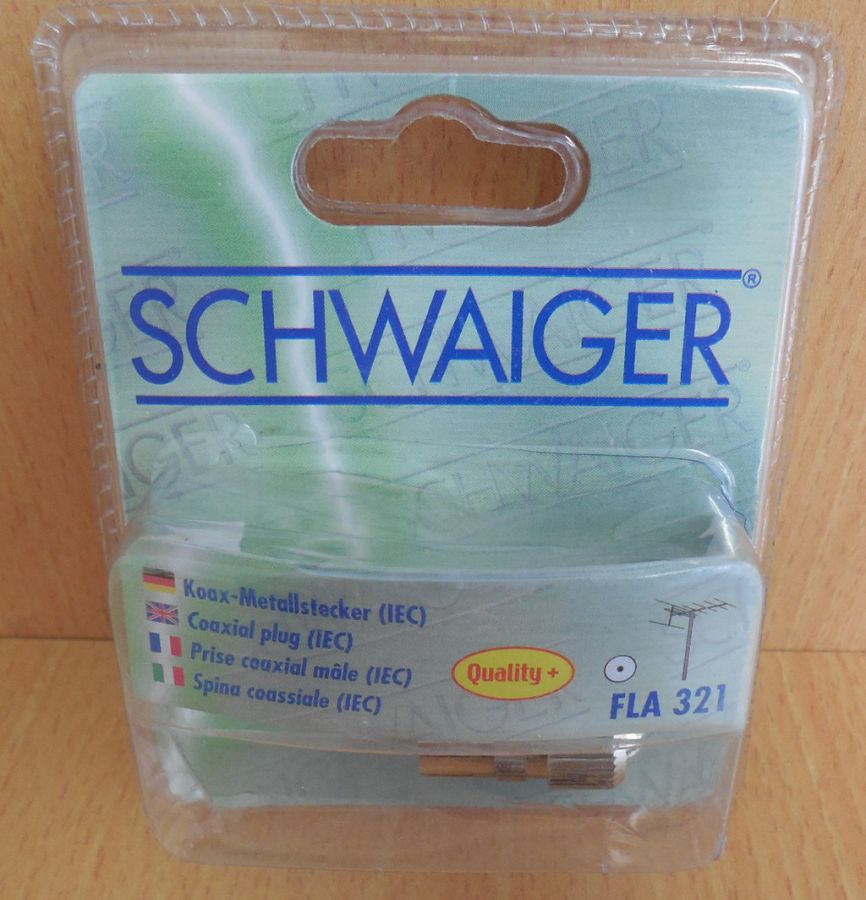 SCHWAIGER®
Koax-Metallstecker (IEC)
Coaxial plug (IEC)
Prise coaxial mâle (IEC)
Spina coassiale (IEC)
Quality +
FLA 321